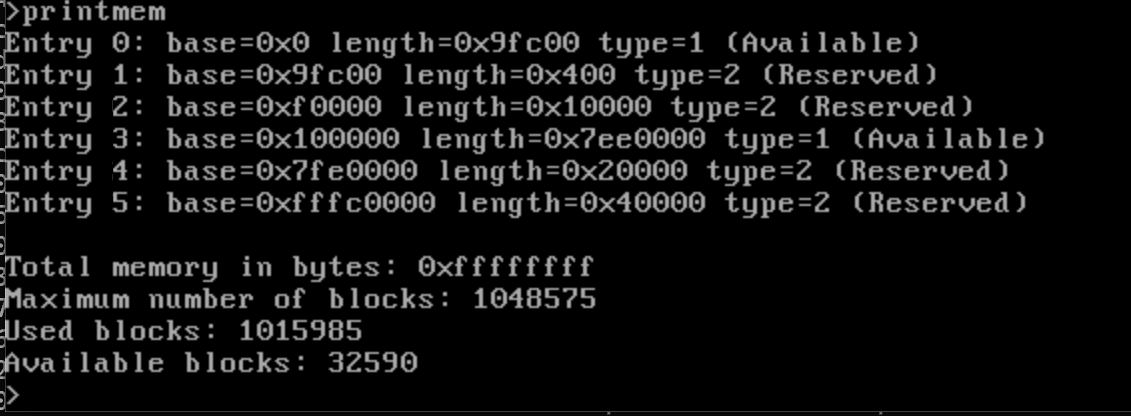 >printmem
Entry 0: base=0x0 length=0x9fc00 type=1 (Available)
Entry 1: base=0x9fc00 length=0x400 type=2 (Reserved)
Entry 2: base=0xf0000 length=0x10000 type=2 (Reserved)
Entry 3: base=0x100000 length=0x7ee0000 type=1 (Available)
Entry 4: base=0x7fe0000 length=0x20000 type=2 (Reserved)
Entry 5: base=0xfffc0000 length=0x40000 type=2 (Reserved)
Total memory in bytes: 0xffffffff
Maximum number of blocks: 1048575
Used blocks: 1015985
Available blocks: 32590
>